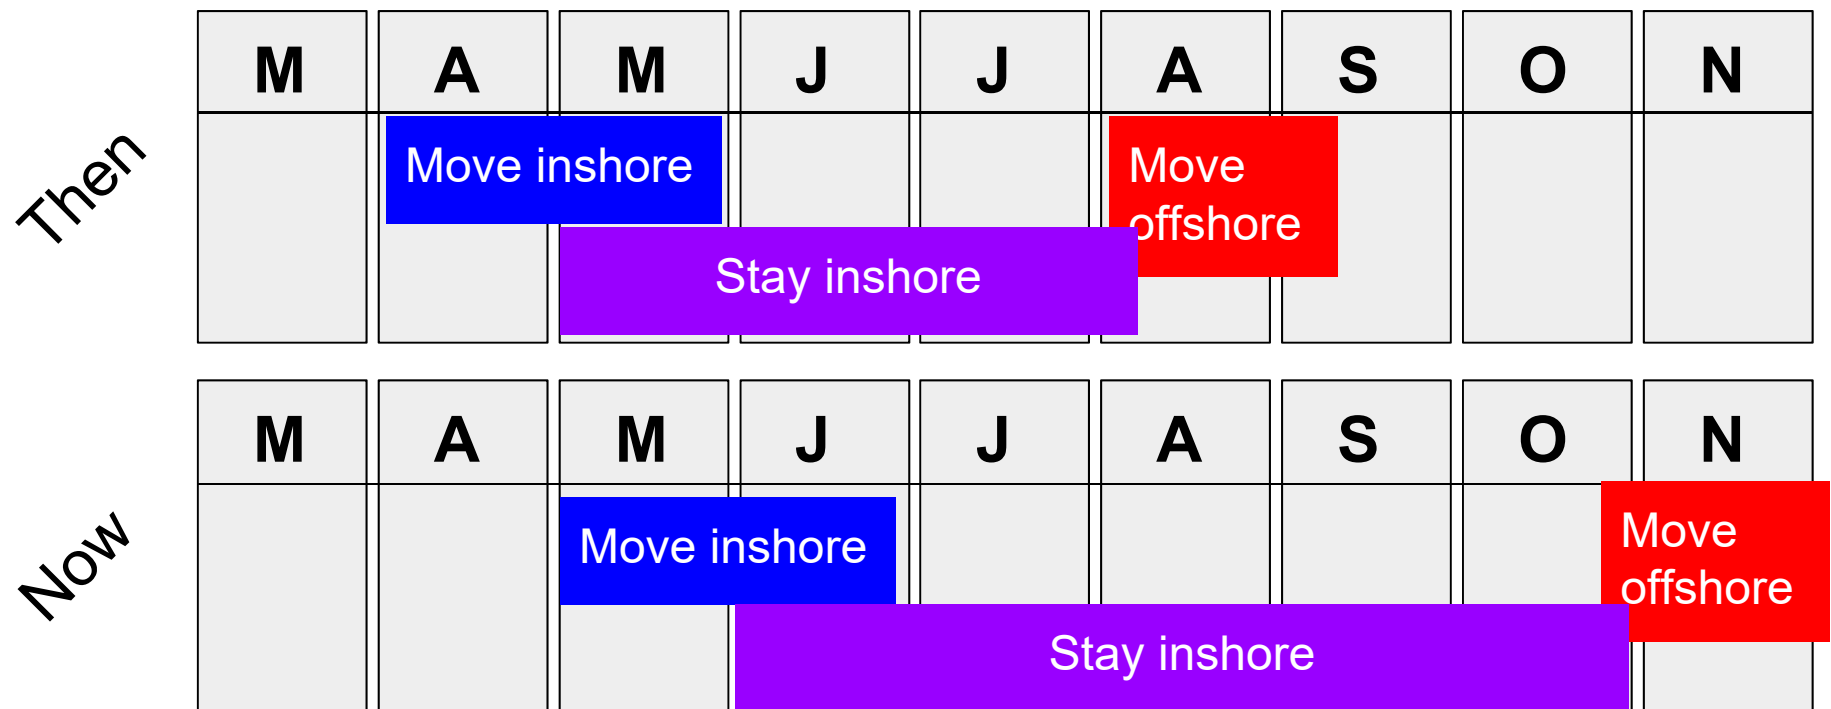 M A M J J A S O N
Then
Move inshore
Move
offshore
Stay inshore
M A M J J A S O N
Now
Move inshore
Move
offshore
Stay inshore